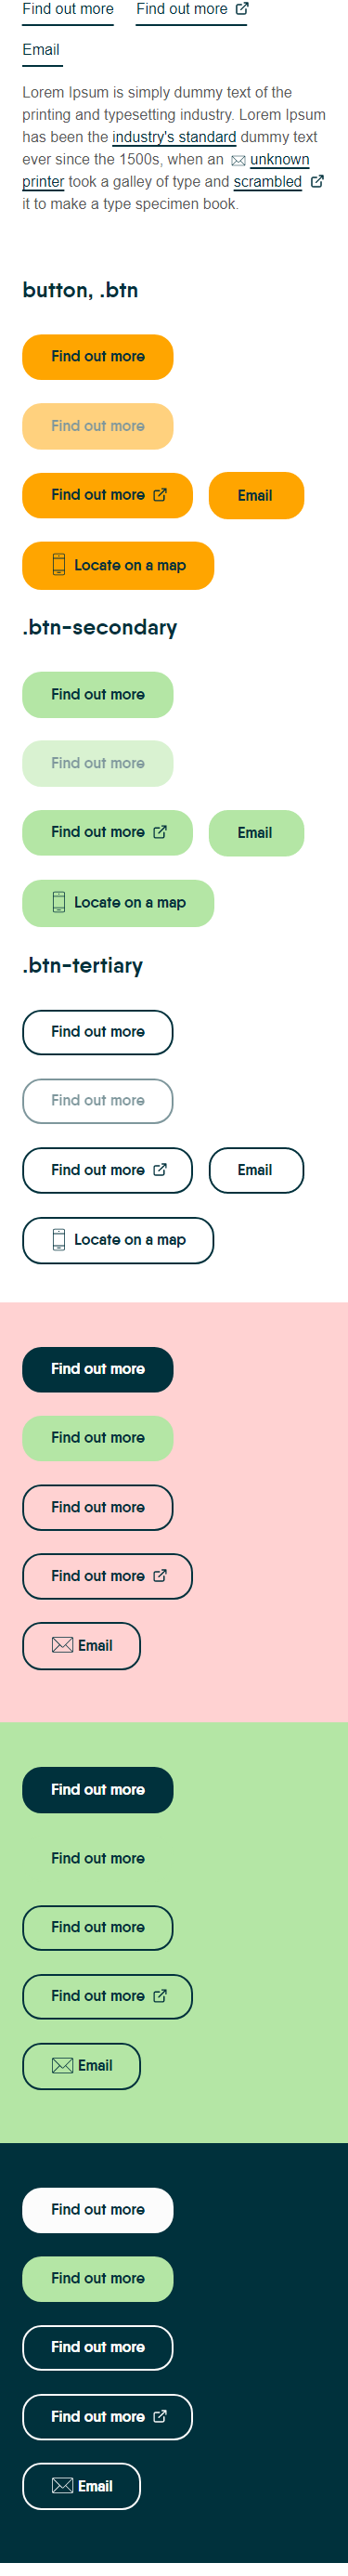 Find out more Find out more
Email
Lorem Ipsum is simply dummy text of the
printing and typesetting industry. Lorem Ipsum
has been the industry's standard dummy text
ever since the 1500s, when an unknown
printer took a galley of type and scrambled
it to make a type specimen book.
button, .btn
Find out more
Find out more
Find out more Email
Locate on a map
.btn-secondary
Find out more
Find out more
Find out more Email
Locate on a map
.btn-tertiary
Find out more
Find out more
Find out more Email
Locate on a map
Find out more
Find out more
Find out more
Find out more
Email
Find out more
Find out more
Find out more
Find out more
Email
Find out more
Find out more
Find out more
Find out more
Email